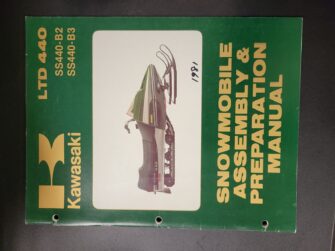 LTD 440
SS440-B2
SS440-B3
Kawasaki
1981
SNOWMOBILE
ASSEMBLY &
PREPARATION
MANUAL